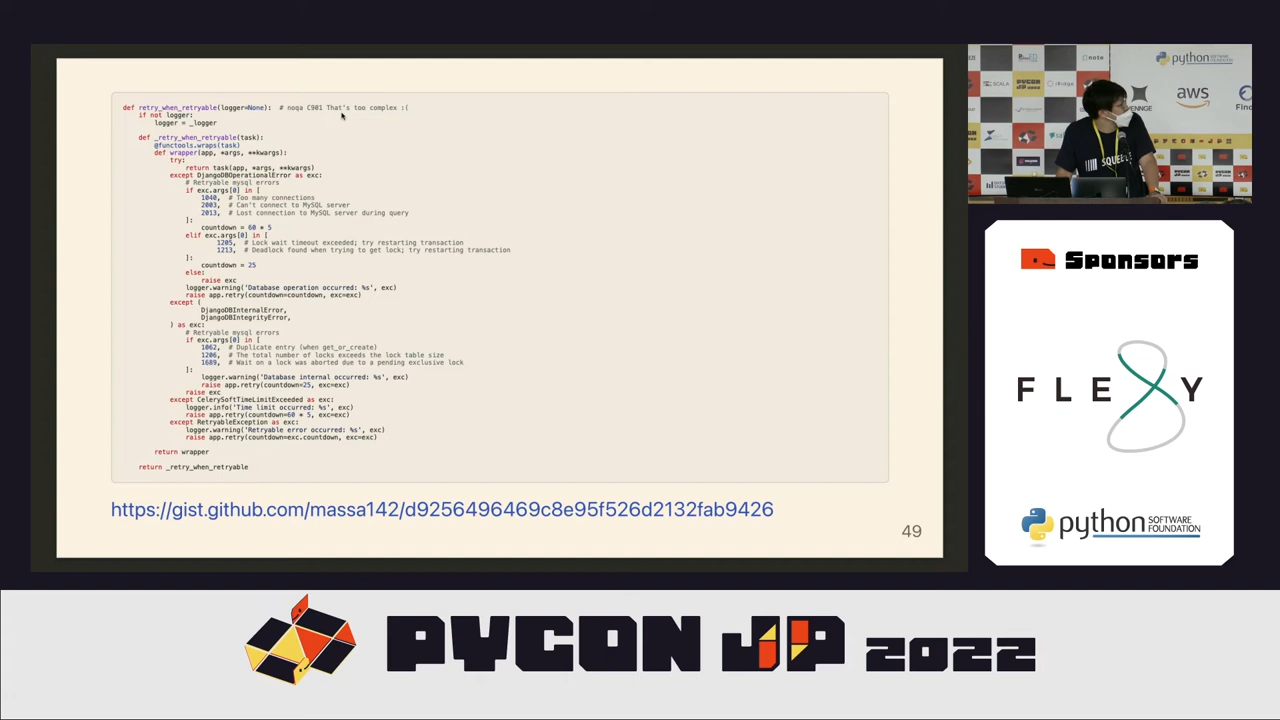 def retry_when_retryable(logger=None):  # noqa C901 That's too complex :(
    if not logger:
        logger = _logger

    def _retry_when_retryable(task):
        @functools.wraps(task)
        def wrapper(app, *args, **kwargs):
            try:
                return task(app, *args, **kwargs)
            except DjangoDBOperationalError as exc:
                # Retryable mysql errors
                if exc.args[0] in [
                    1040,  # Too many connections
                    2003,  # Can't connect to MySQL server
                    2013,  # Lost connection to MySQL server during query
                ]:
                    countdown = 60 * 5
                elif exc.args[0] in [
                        1205,  # Lock wait timeout exceeded; try restarting transaction
                        1213,  # Deadlock found when trying to get lock; try restarting transaction
                ]:
                    countdown = 25
                else:
                    raise exc
                logger.warning('Database operation occurred: %s', exc)
                raise app.retry(countdown=countdown, exc=exc)
            except (
                    DjangoDBInternalError,
                    DjangoDBIntegrityError,
            ) as exc:
                # Retryable mysql errors
                if exc.args[0] in [
                    1062,  # Duplicate entry (when get_or_create)
                    1206,  # The total number of locks exceeds the lock table size
                    1689,  # Wait on a lock was aborted due to a pending exclusive lock
                ]:
                    logger.warning('Database internal occurred: %s', exc)
                    raise app.retry(countdown=25, exc=exc)
                raise exc
            except CelerySoftTimeLimitExceeded as exc:
                logger.info('Time limit occurred: %s', exc)
                raise app.retry(countdown=60 * 5, exc=exc)
            except RetryableException as exc:
                logger.warning('Retryable error occurred: %s', exc)
                raise app.retry(countdown=exc.countdown, exc=exc)

        return wrapper

    return _retry_when_retryable
https://gist.github.com/massa142/d9256496469c8e95f526d2132fab9426
49
python
aws
note
SCALA
SQUEE
Sponsors
FLE8Y
python SOFTWARE FOUNDATION
PYCON JP 2022